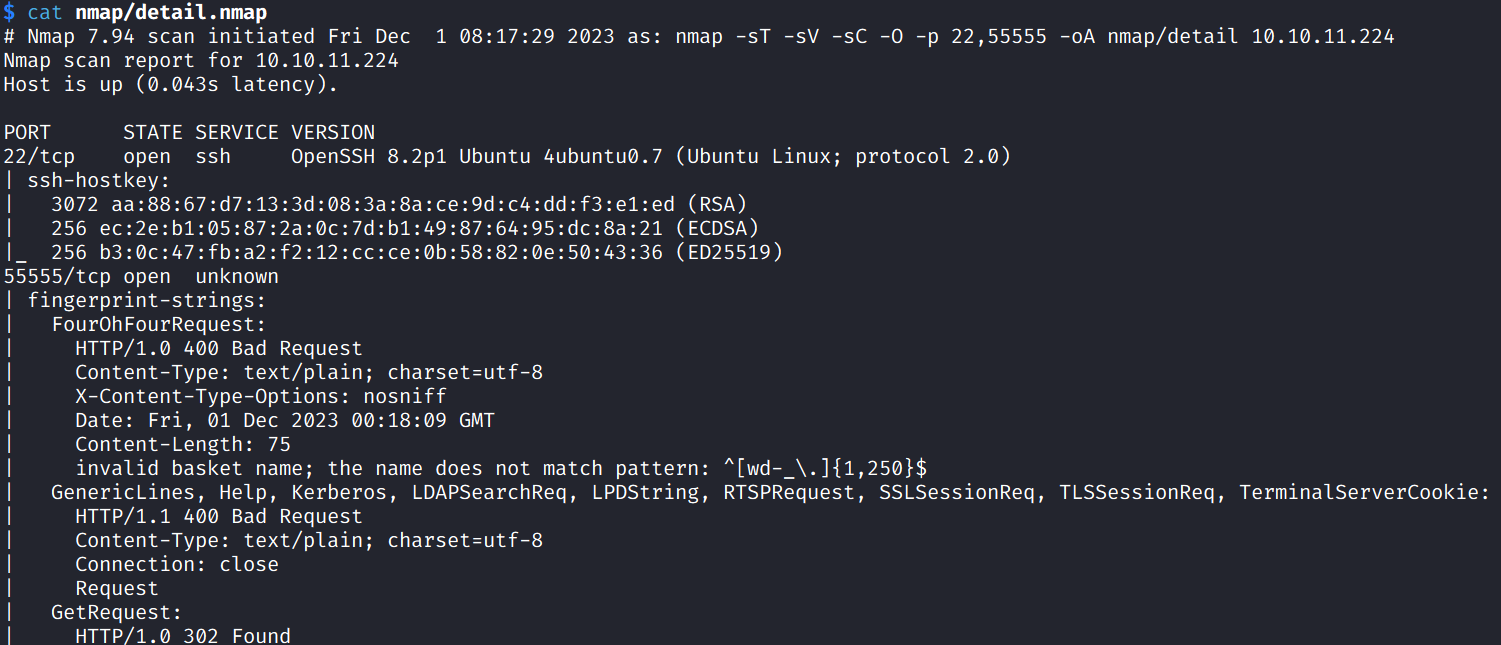 $ cat nmap/detail.nmap
# Nmap 7.94 scan initiated Fri Dec  1 08:17:29 2023 as: nmap -sT -sV -sC -O -p 22,55555 -oA nmap/detail 10.10.11.224
Nmap scan report for 10.10.11.224
Host is up (0.043s latency).

PORT      STATE SERVICE VERSION
22/tcp    open  ssh     OpenSSH 8.2p1 Ubuntu 4ubuntu0.7 (Ubuntu Linux; protocol 2.0)
| ssh-hostkey:
|   3072 aa:88:67:d7:13:3d:08:3a:8a:ce:9d:c4:dd:f3:e1:ed (RSA)
|   256 ec:2e:b1:05:87:2a:0c:7d:b1:49:87:64:95:dc:8a:21 (ECDSA)
|_  256 b3:0c:47:fb:a2:f2:12:cc:ce:0b:58:82:0e:50:43:36 (ED25519)
55555/tcp open  unknown
| fingerprint-strings:
|   FourOhFourRequest:
|     HTTP/1.0 400 Bad Request
|     Content-Type: text/plain; charset=utf-8
|     X-Content-Type-Options: nosniff
|     Date: Fri, 01 Dec 2023 00:18:09 GMT
|     Content-Length: 75
|     invalid basket name; the name does not match pattern: ^[wd-_\.]{1,250}$
|   GenericLines, Help, Kerberos, LDAPSearchReq, LPDString, RTSPRequest, SSLSessionReq, TLSSessionReq, TerminalServerCookie:
|     HTTP/1.1 400 Bad Request
|     Content-Type: text/plain; charset=utf-8
|     Connection: close
|     Request
|   GetRequest:
|     HTTP/1.0 302 Found